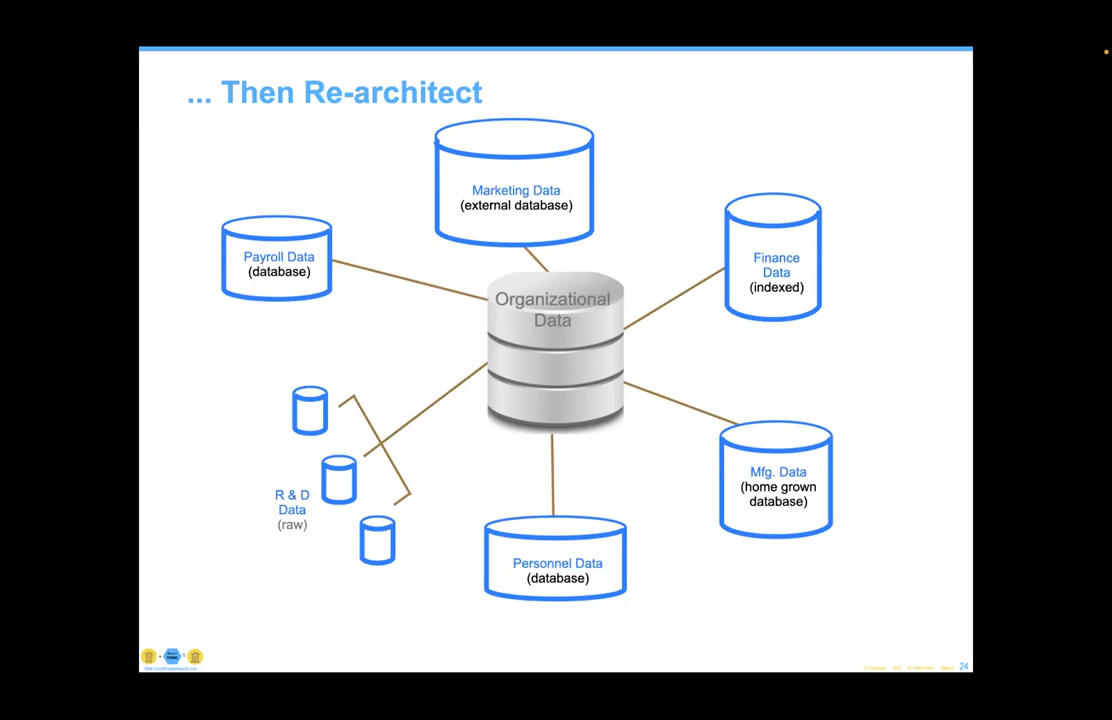 ... Then Re-architect
Marketing Data
(external database)
Payroll Data
(database)
Finance
Data
(indexed)
Organizational
Data
R & D
Data
(raw)
Mfg. Data
(home grown
database)
Personnel Data
(database)
24